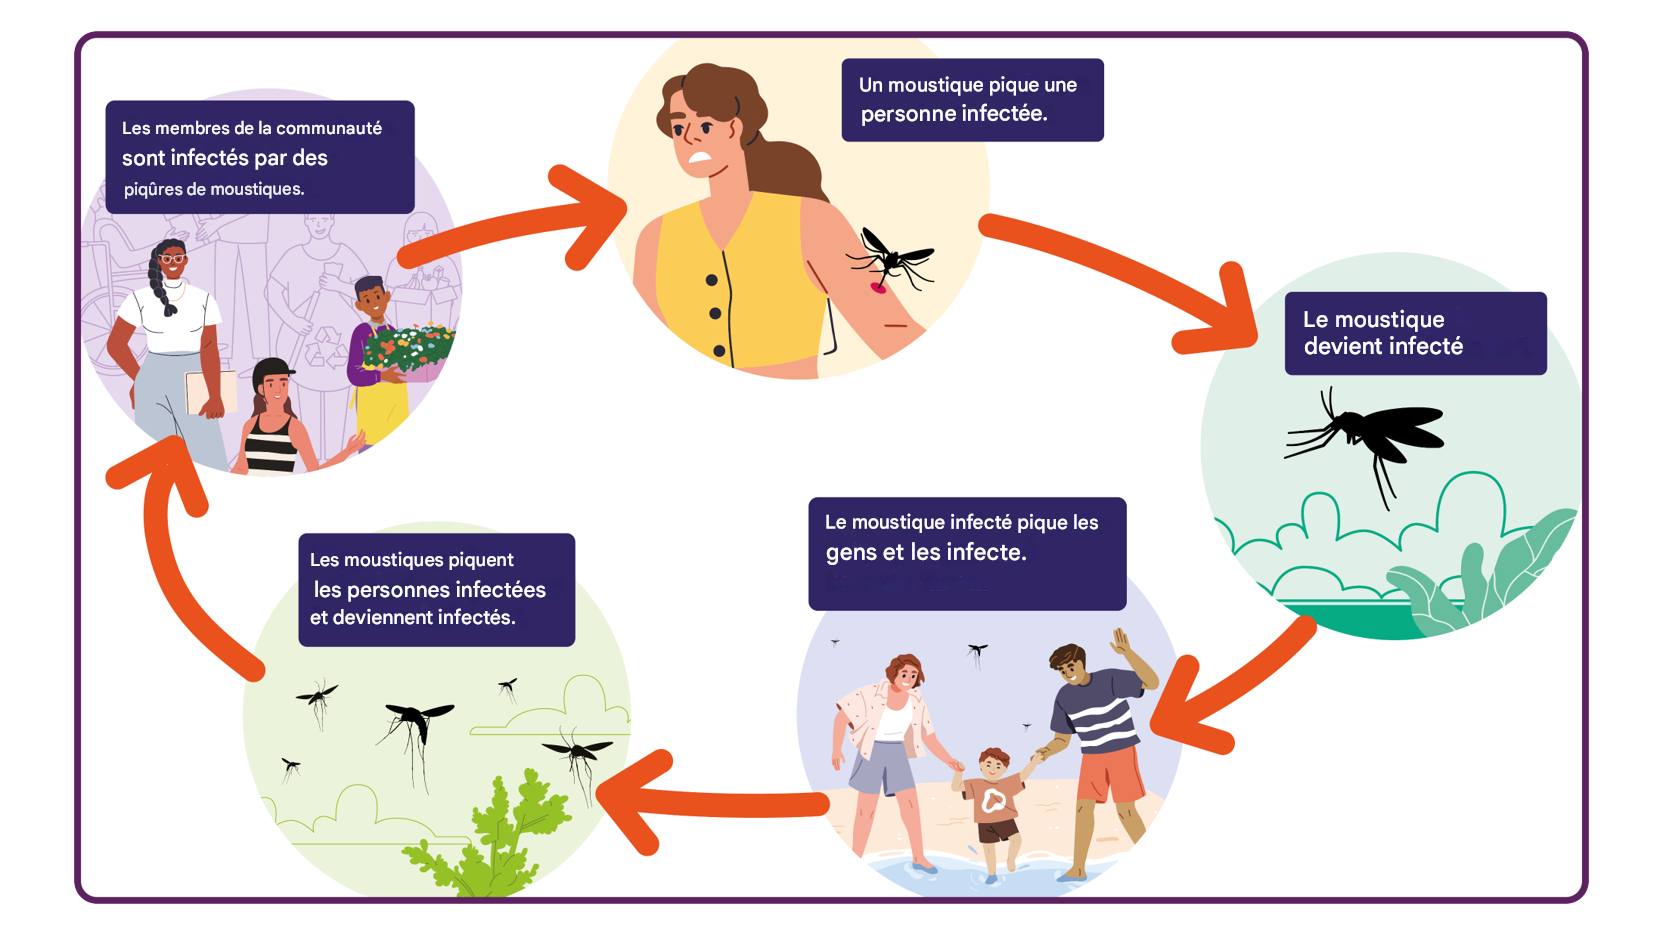 Les membres de la communauté
sont infectés par des
piqûres de moustiques.
Un moustique pique une
personne infectée.
Le moustique
devient infecté
Le moustique infecté pique les
gens et les infecte.
Les moustiques piquent
les personnes infectées
et deviennent infectés.